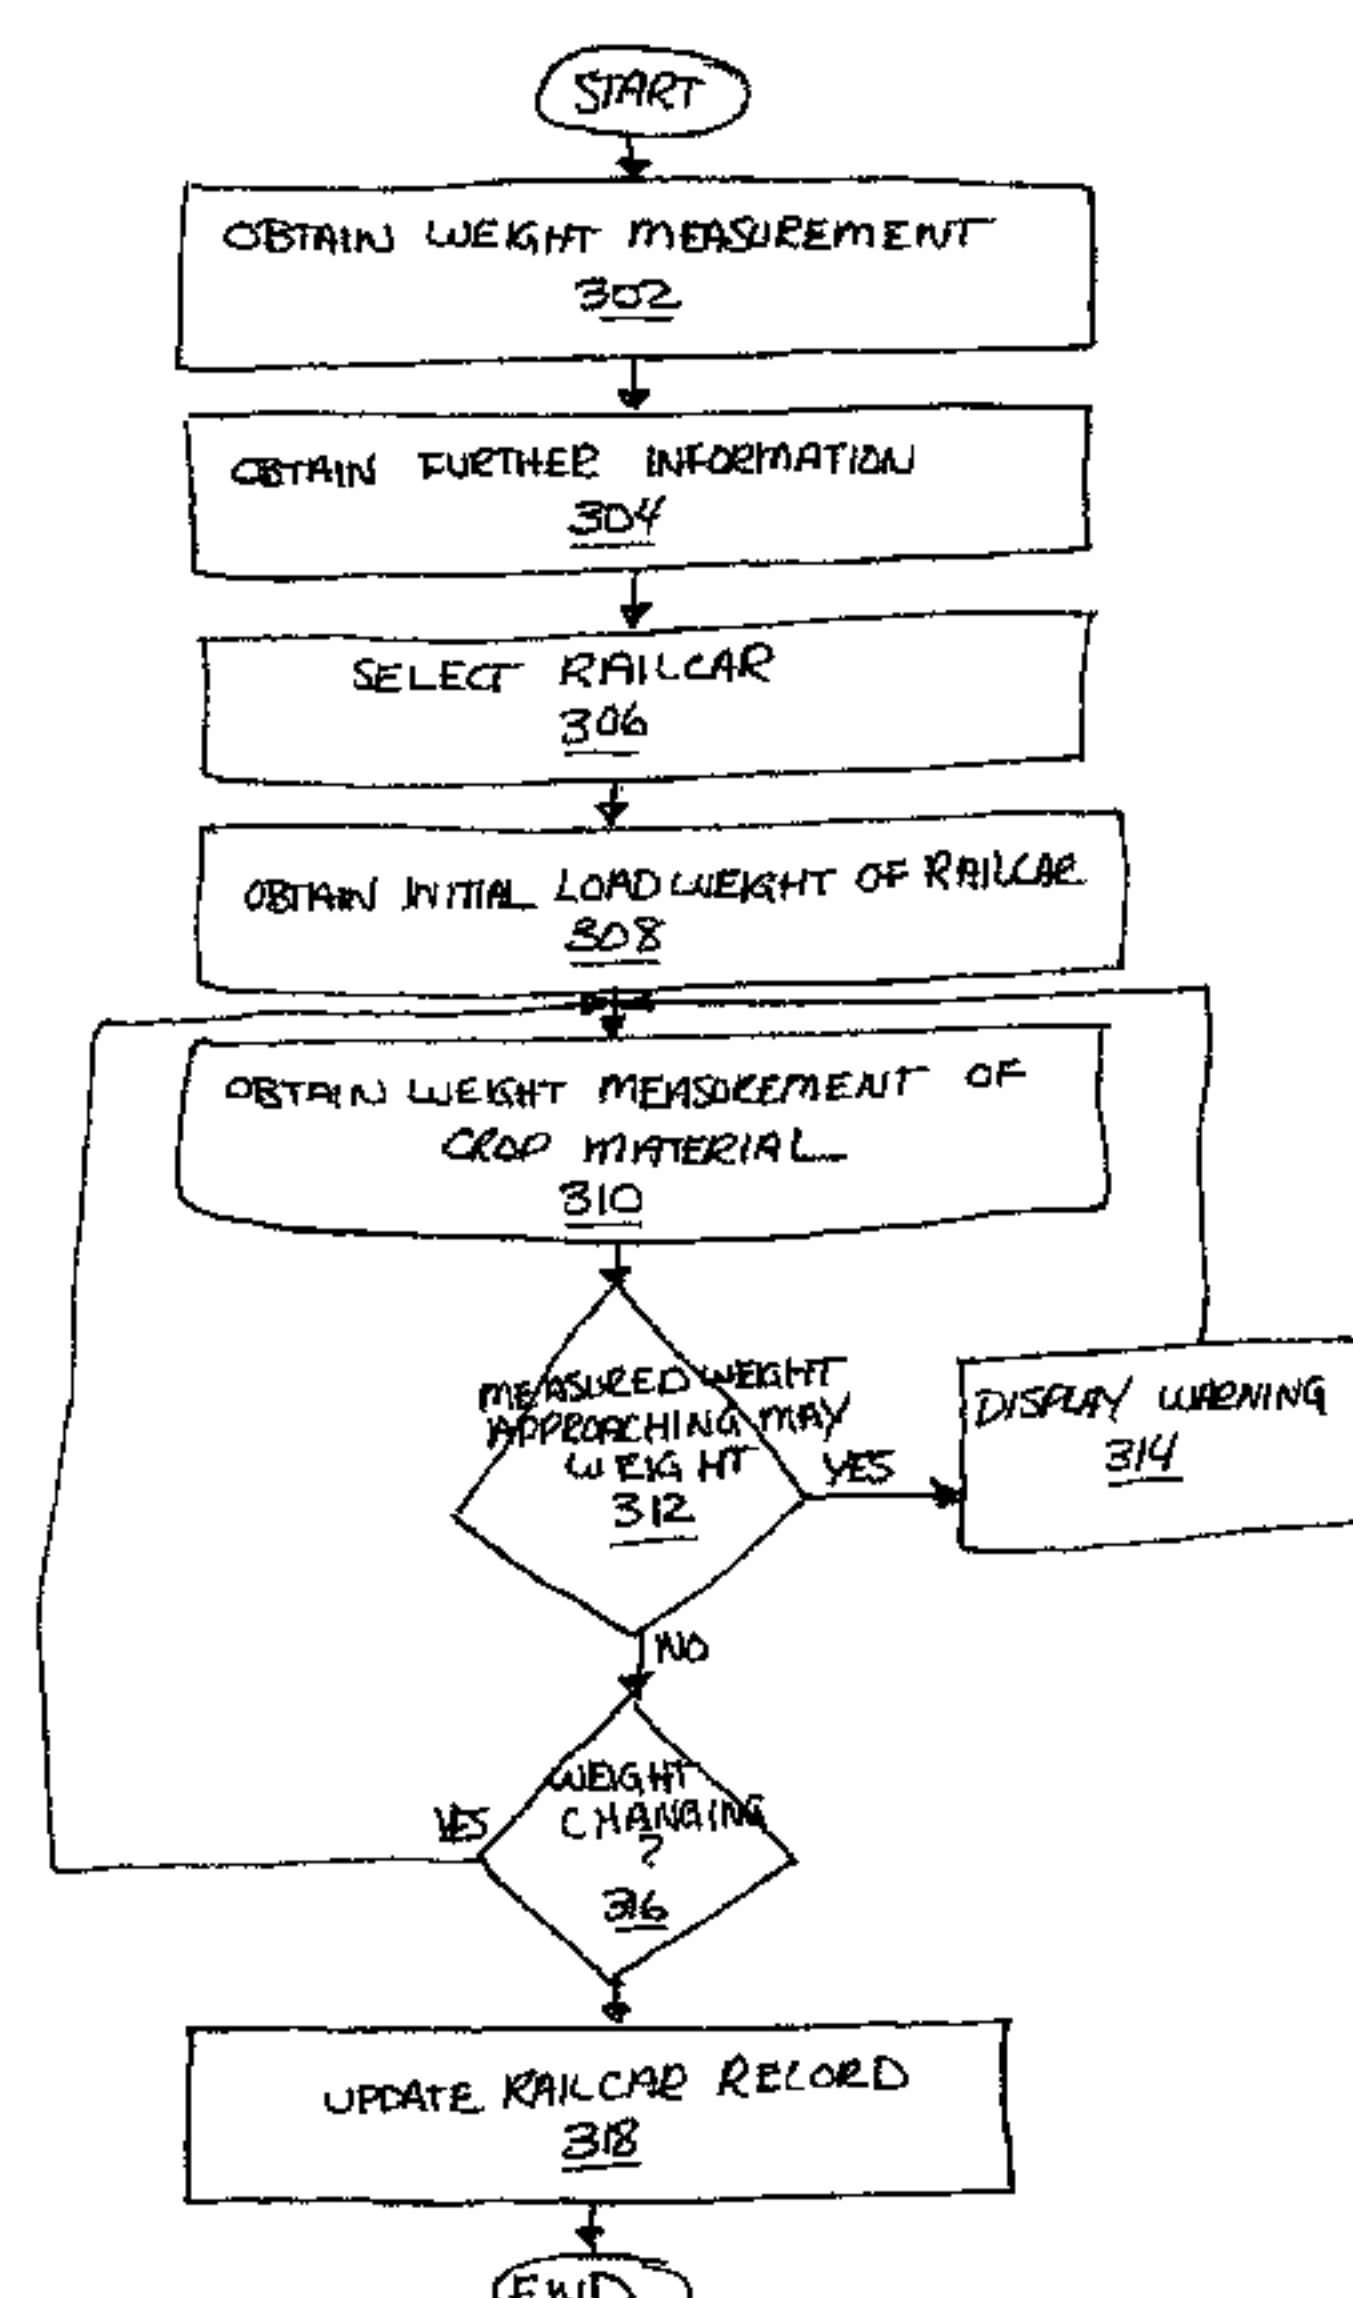 START
OBTAIN WEIGHT MEASUREMENT
302
OBTAIN FURTHER INFORMATION
304
SELECT RAILCAR
306
OBTAIN INITIAL LOAD WEIGHT OF RAILCAR
308
OBTAIN WEIGHT MEASUREMENT OF
CROP MATERIAL
310
MEASURED WEIGHT
APPROACHING MAX
WEIGHT
312
YES
DISPLAY WARNING
314
NO
WEIGHT
CHANGING
?
316
YES
UPDATE RAILCAR RECORD
318
END